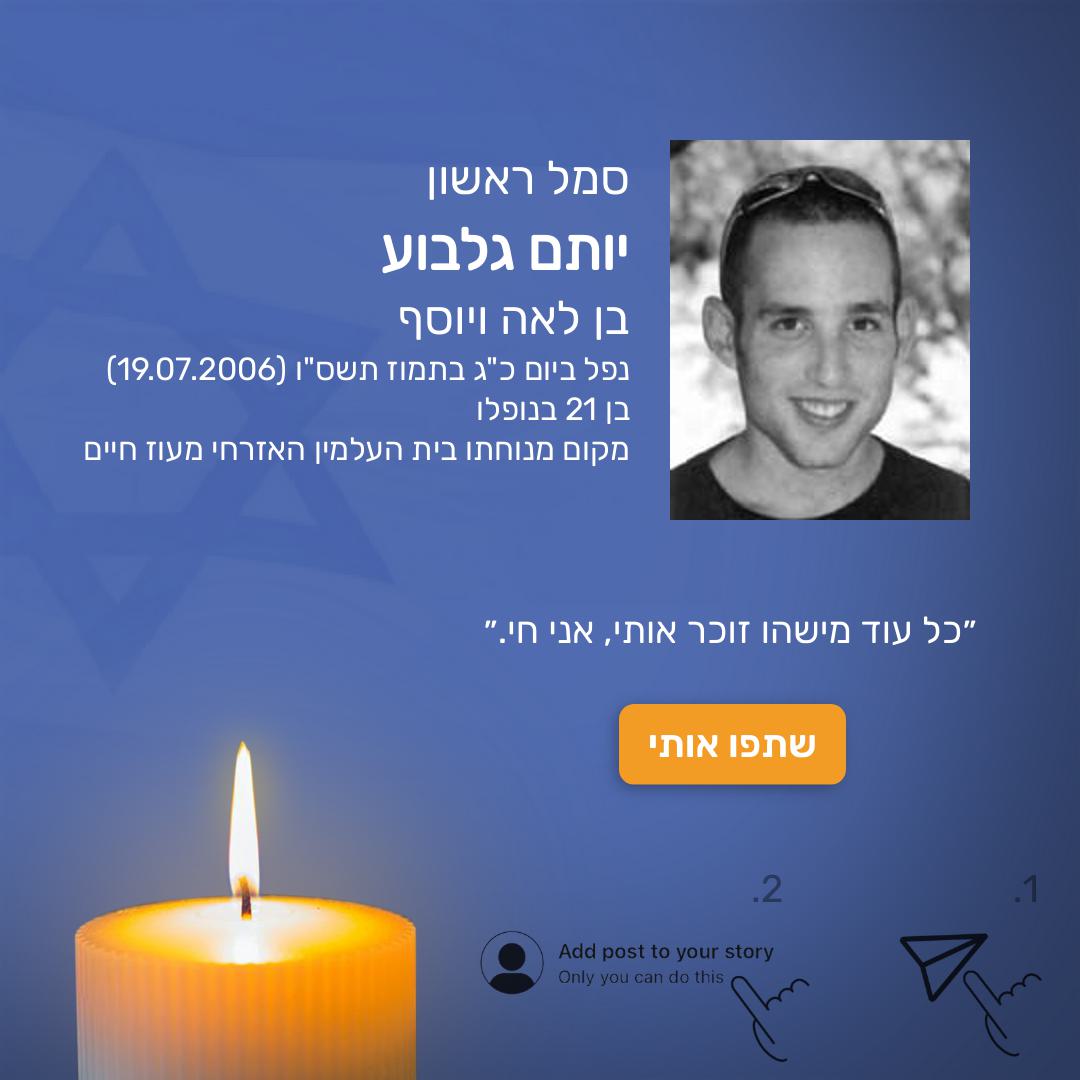 סמל ראשון
יותם גלבוע
בן לאה ויוסף
נפל ביום כ"ג בתמוז תשס"ו (19.07.2006)
בן 21 בנופלו
מקום מנוחתו בית העלמין האזרחי מעוז חיים
״כל עוד מישהו זוכר אותי, אני חי.״
שתפו אותי
1.
2.
Add post to your story
Only you can do this